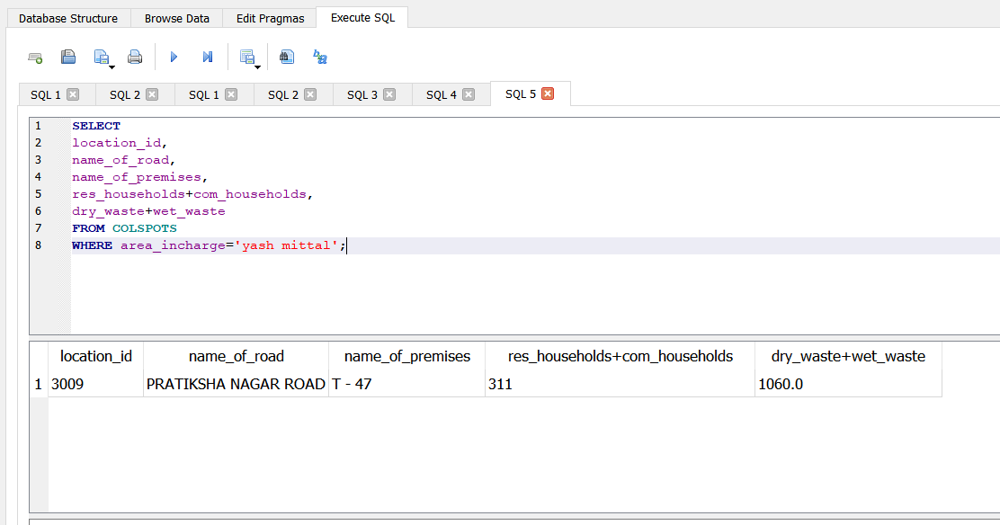 Database Structure Browse Data Edit Pragmas Execute SQL
SQL 1 SQL 2 SQL 1 SQL 2 SQL 3 SQL 4 SQL 5
1 SELECT
2 location_id,
3 name_of_road,
4 name_of_premises,
5 res_households+com_households,
6 dry_waste+wet_waste
7 FROM COLSPOTS
8 WHERE area_incharge='yash mittal';
location_id name_of_road name_of_premises res_households+com_households dry_waste+wet_waste
1 3009 PRATIKSHA NAGAR ROAD T - 47 311 1060.0